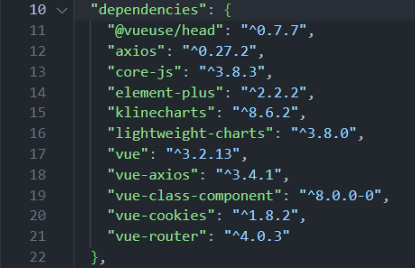 10 "dependencies": {
11 "@vueuse/head": "^0.7.7",
12 "axios": "^0.27.2",
13 "core-js": "^3.8.3",
14 "element-plus": "^2.2.2",
15 "klinecharts": "^8.6.2",
16 "lightweight-charts": "^3.8.0",
17 "vue": "^3.2.13",
18 "vue-axios": "^3.4.1",
19 "vue-class-component": "^8.0.0-0",
20 "vue-cookies": "^1.8.2",
21 "vue-router": "^4.0.3"
22 },